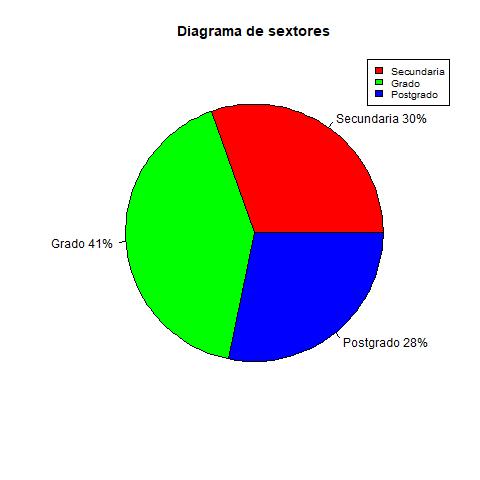 Diagrama de sextores
Secundaria
Grado
Postgrado
Secundaria 30%
Grado 41%
Postgrado 28%